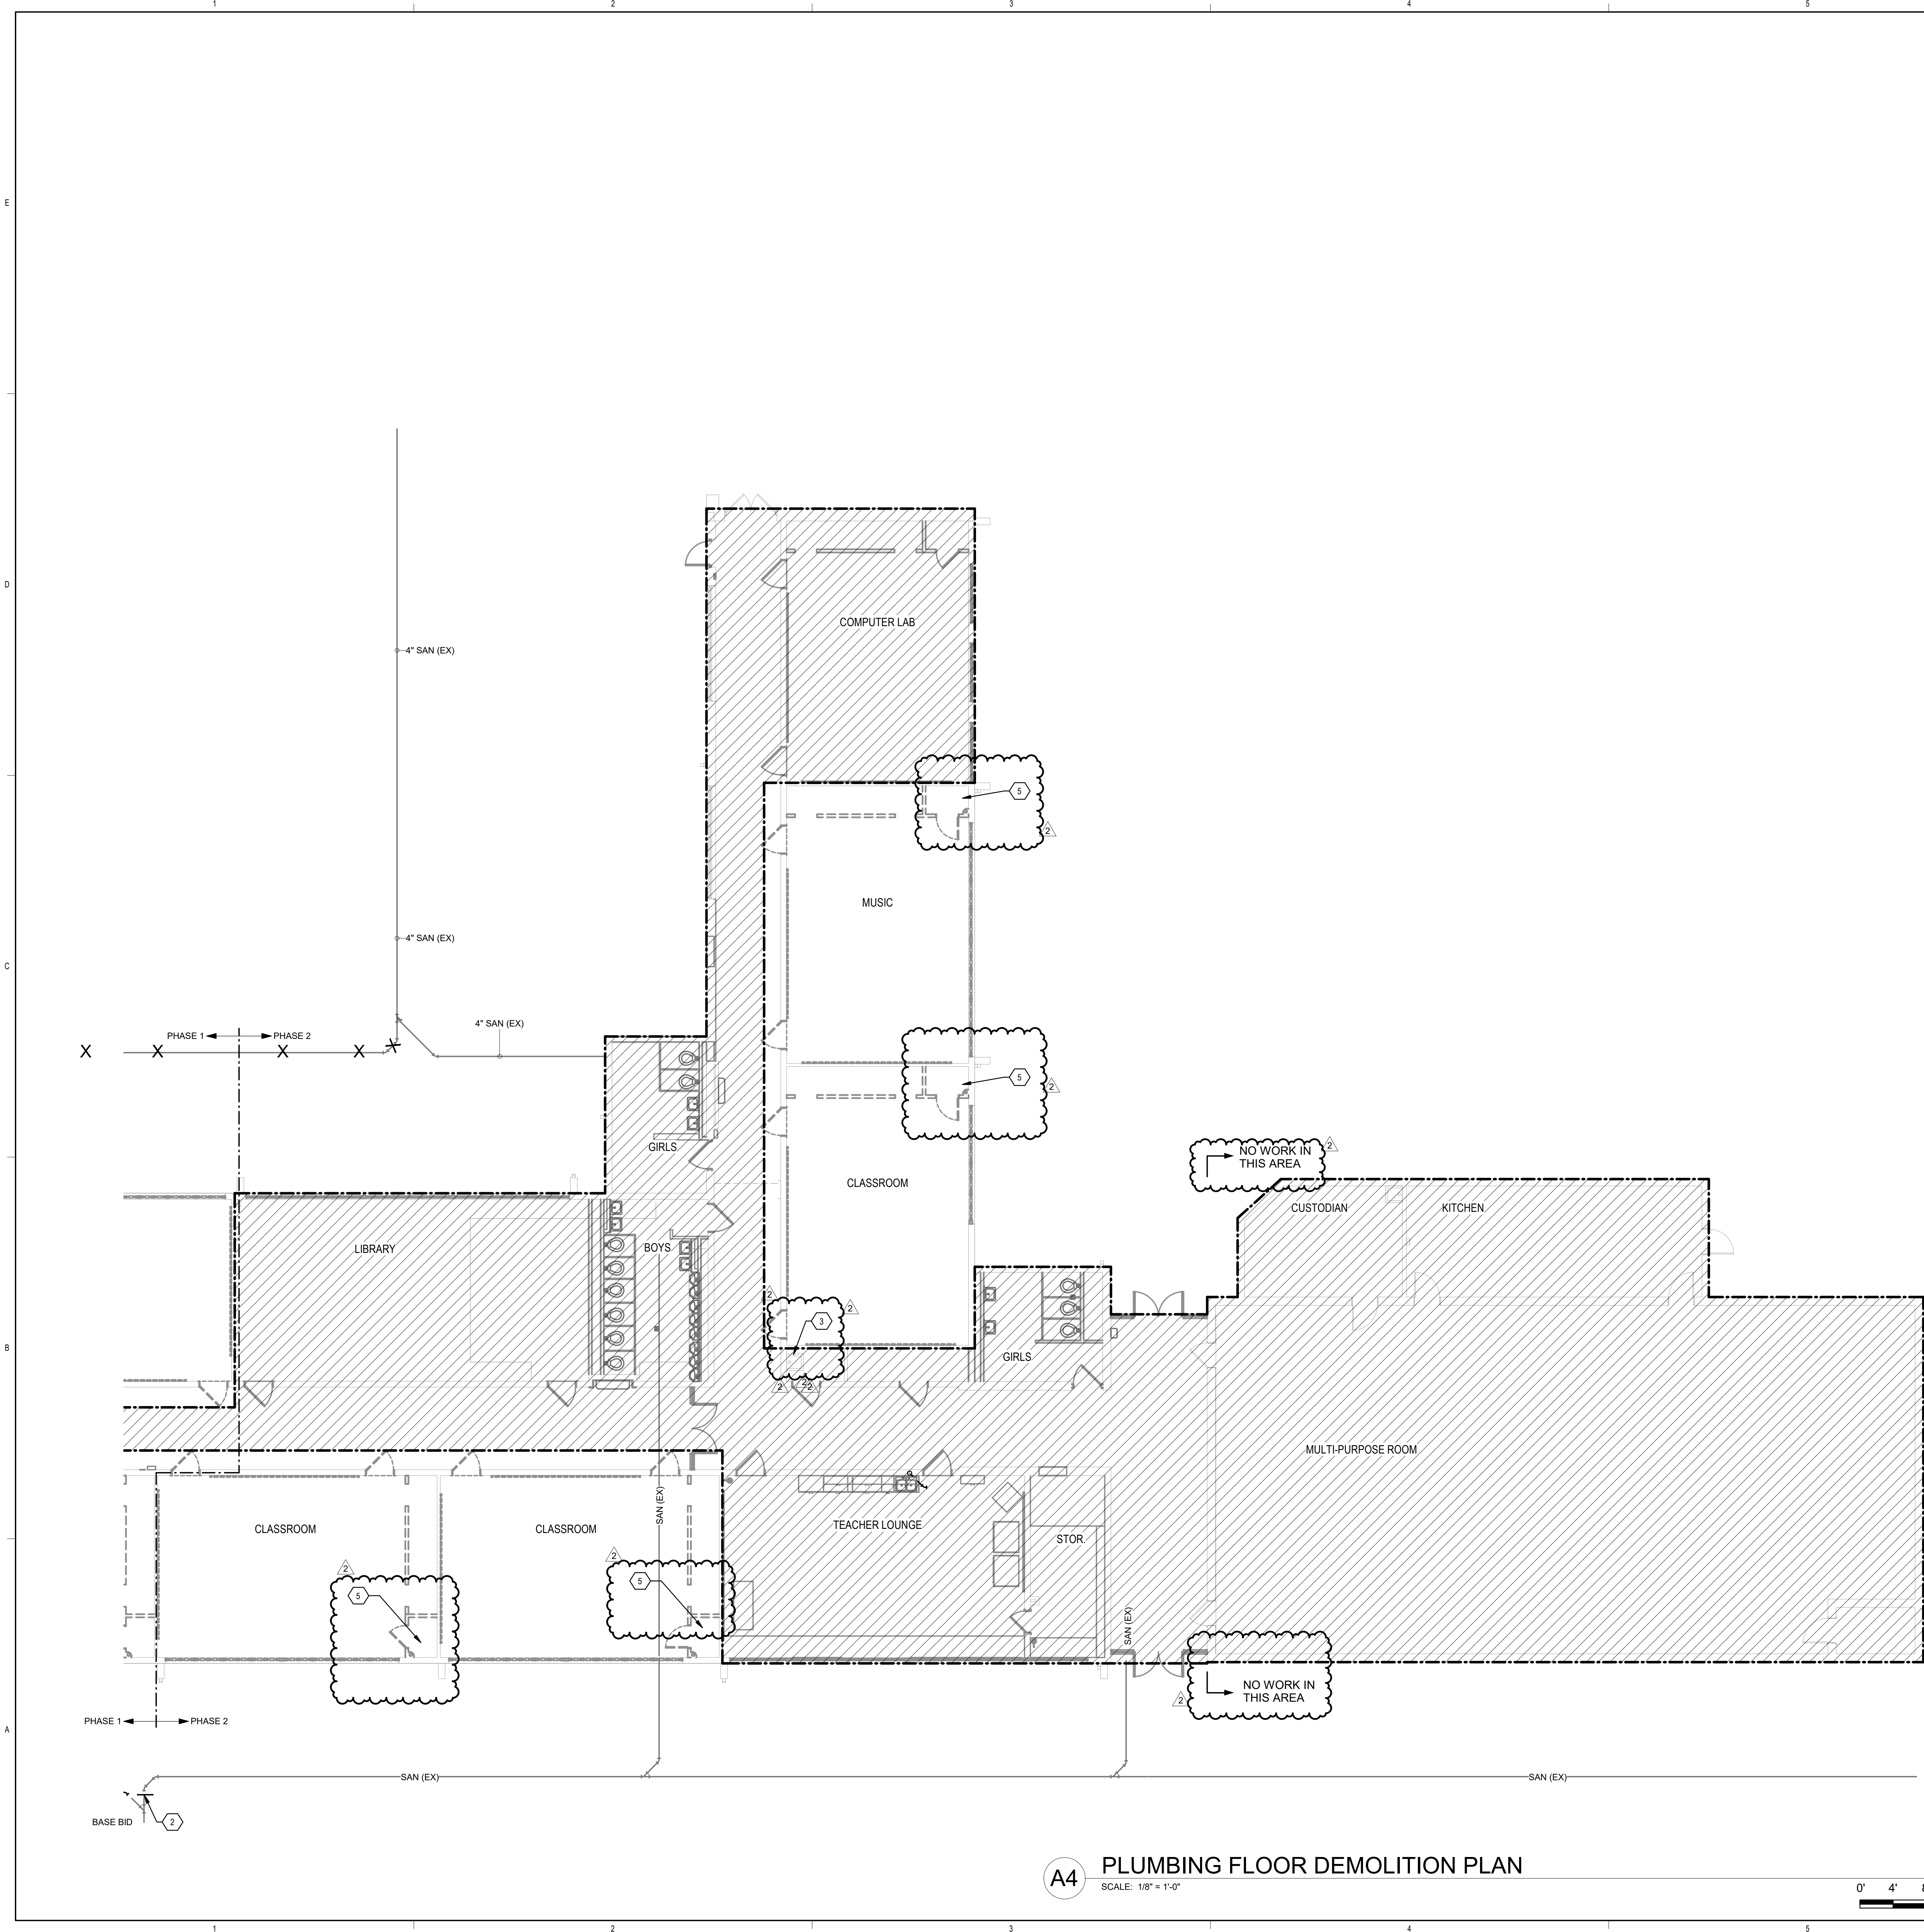 1
2
3
4
5
E
D
COMPUTER LAB
4" SAN (EX)
5
2
MUSIC
4" SAN (EX)
C
4" SAN (EX)
PHASE 1
PHASE 2
X
X
X
X
X
5
2
GIRLS
NO WORK IN
THIS AREA
2
CLASSROOM
CUSTODIAN
KITCHEN
LIBRARY
BOYS
2
2
3
B
GIRLS
2
2
2
MULTI-PURPOSE ROOM
SAN (EX)
CLASSROOM
CLASSROOM
TEACHER LOUNGE
STOR.
2
2
5
5
SAN (EX)
NO WORK IN
THIS AREA
2
PHASE 1
PHASE 2
A
SAN (EX)
SAN (EX)
BASE BID
2
A4
PLUMBING FLOOR DEMOLITION PLAN
SCALE: 1/8" = 1'-0"
0'
4'
1
2
3
4
5